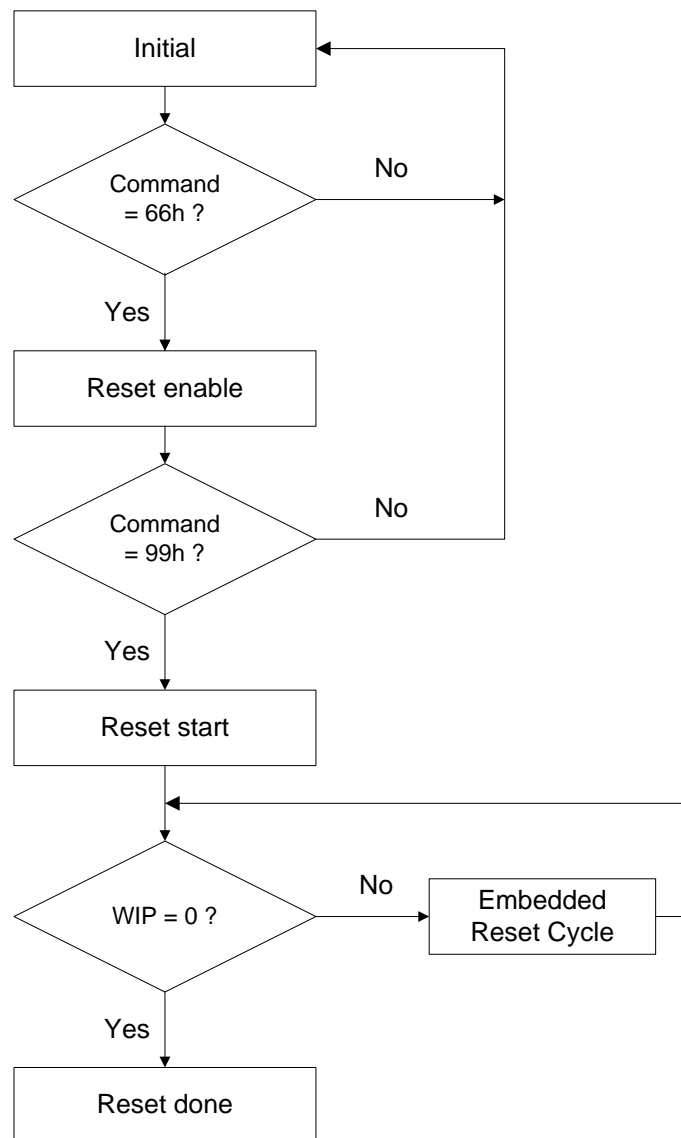 Initial
Command
= 66h ?
No
Yes
Reset enable
Command
= 99h ?
No
Yes
Reset start
WIP = 0 ?
No
Embedded
Reset Cycle
Yes
Reset done